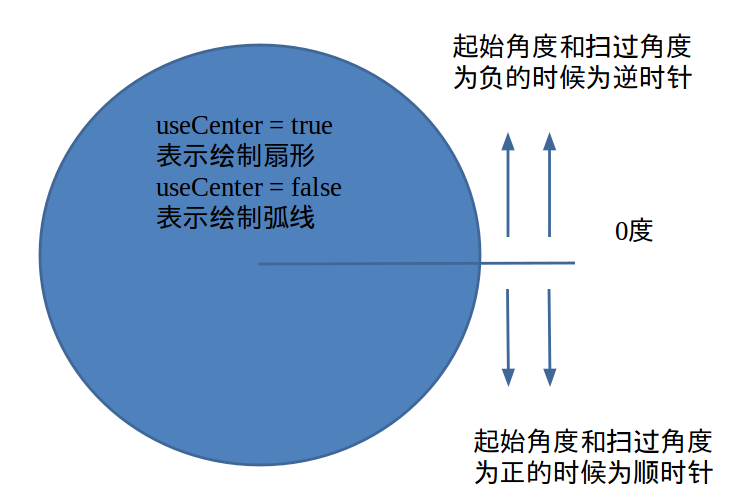 起始角度和扫过角度
为负的时候为逆时针
useCenter = true
表示绘制扇形
useCenter = false
表示绘制弧线
0度
起始角度和扫过角度
为正的时候为顺时针